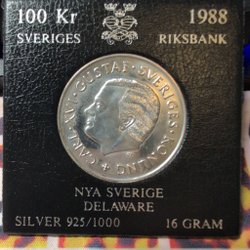 100 Kr
SVERIGES
1988
RIKSBANK
CARL XVI GUSTAF · SVERIGES KONUNG
NYA SVERIGE
DELAWARE
SILVER 925/1000
16 GRAM